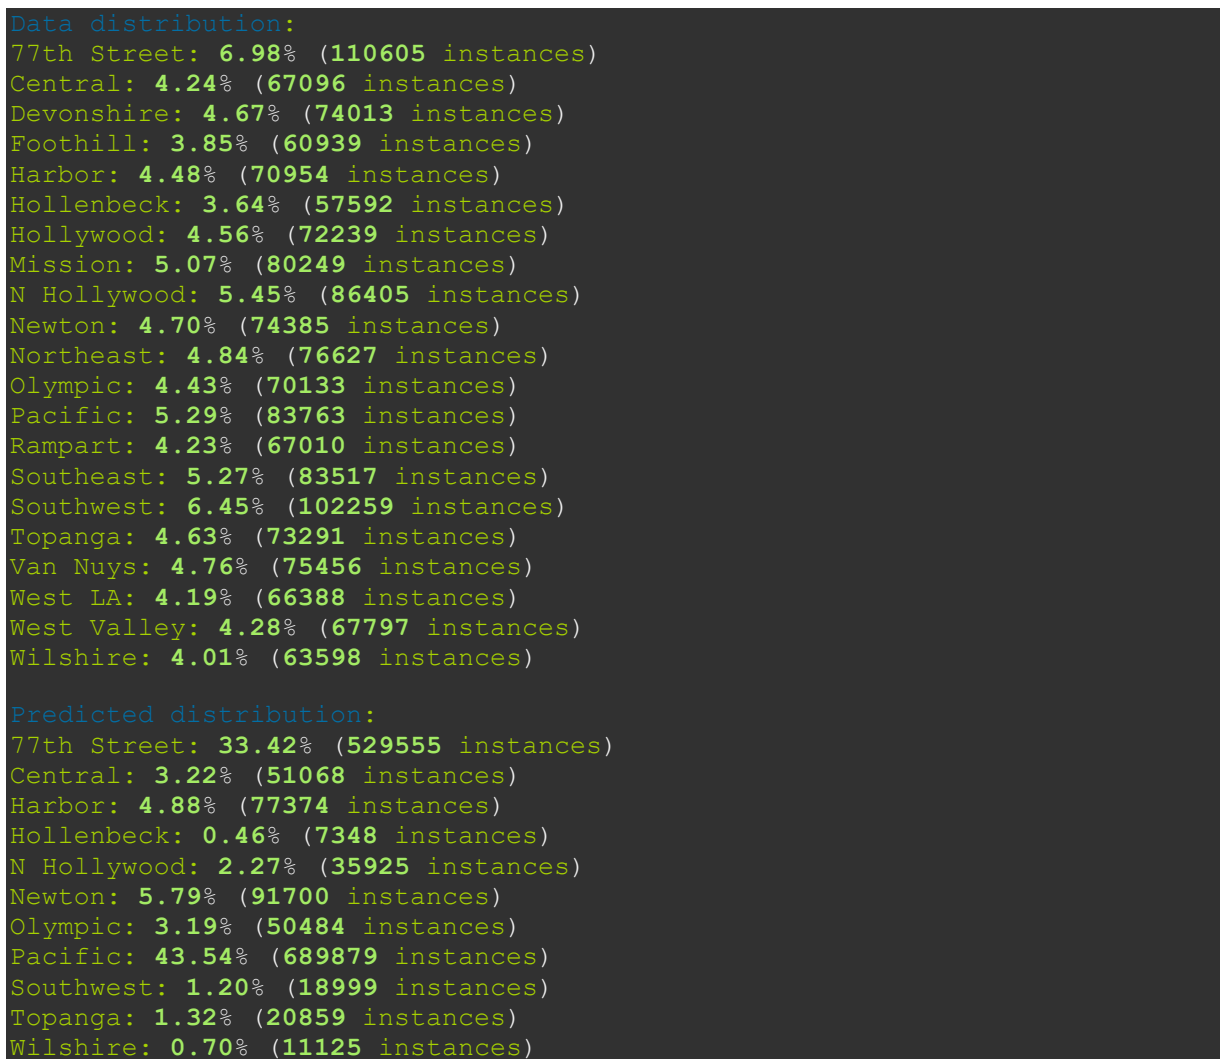 Data distribution:
77th Street: 6.98% (110605 instances)
Central: 4.24% (67096 instances)
Devonshire: 4.67% (74013 instances)
Foothill: 3.85% (60939 instances)
Harbor: 4.48% (70954 instances)
Hollenbeck: 3.64% (57592 instances)
Hollywood: 4.56% (72239 instances)
Mission: 5.07% (80249 instances)
N Hollywood: 5.45% (86405 instances)
Newton: 4.70% (74385 instances)
Northeast: 4.84% (76627 instances)
Olympic: 4.43% (70133 instances)
Pacific: 5.29% (83763 instances)
Rampart: 4.23% (67010 instances)
Southeast: 5.27% (83517 instances)
Southwest: 6.45% (102259 instances)
Topanga: 4.63% (73291 instances)
Van Nuys: 4.76% (75456 instances)
West LA: 4.19% (66388 instances)
West Valley: 4.28% (67797 instances)
Wilshire: 4.01% (63598 instances)
Predicted distribution:
77th Street: 33.42% (529555 instances)
Central: 3.22% (51068 instances)
Harbor: 4.88% (77374 instances)
Hollenbeck: 0.46% (7348 instances)
N Hollywood: 2.27% (35925 instances)
Newton: 5.79% (91700 instances)
Olympic: 3.19% (50484 instances)
Pacific: 43.54% (689879 instances)
Southwest: 1.20% (18999 instances)
Topanga: 1.32% (20859 instances)
Wilshire: 0.70% (11125 instances)